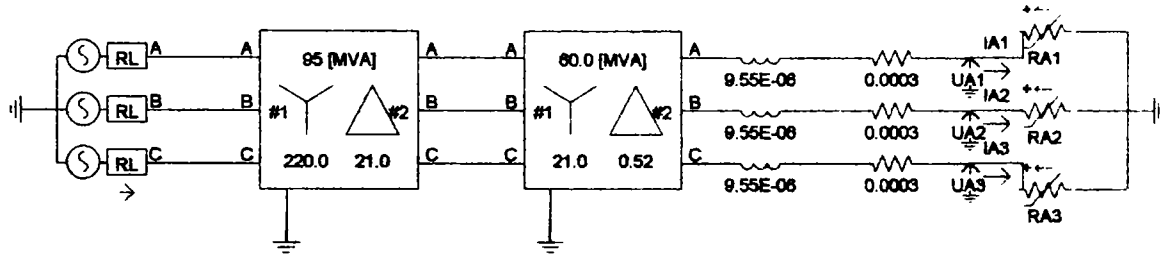 RL A A 95 [MVA] A A 60.0 [MVA] A 9.55E-06 0.0003 UA1 IA1 + +-- RA1
RL B B #1 #2 B B #1 #2 B 9.55E-06 0.0003 UA2 IA2 + +-- RA2
RL C C 220.0 21.0 C C 21.0 0.52 C 9.55E-06 0.0003 UA3 IA3 + +-- RA3